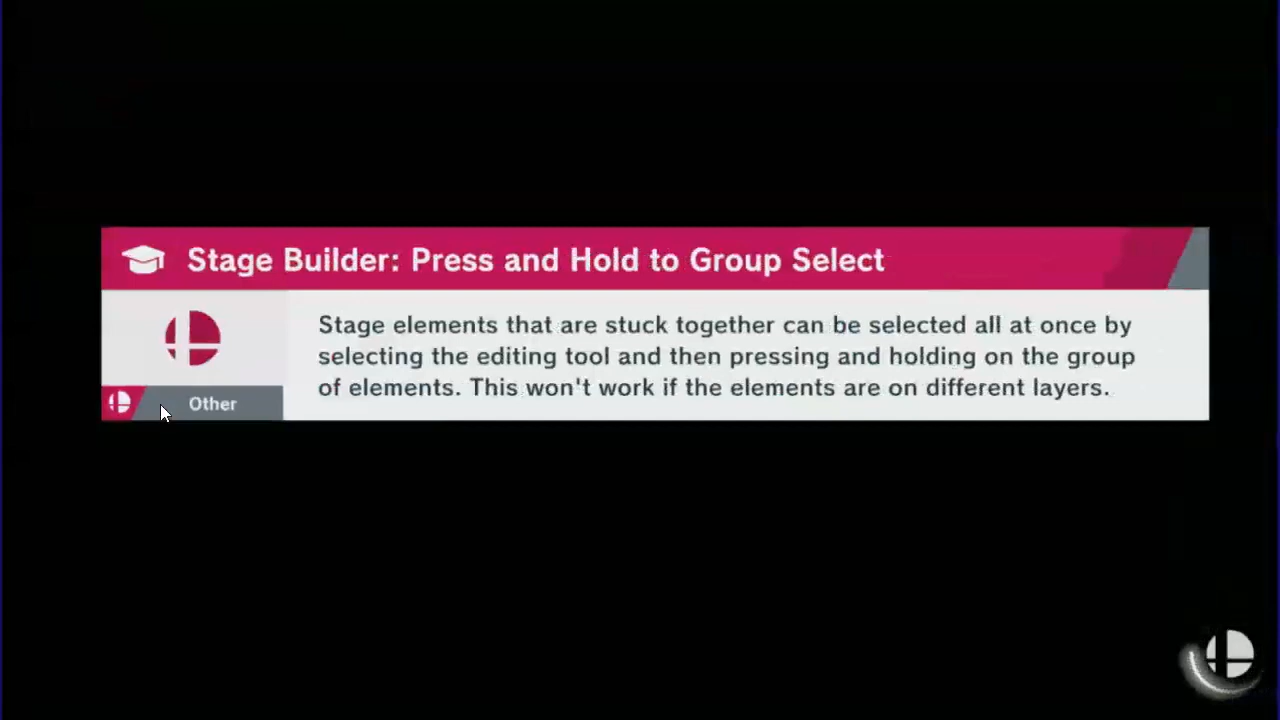 Stage Builder: Press and Hold to Group Select
Stage elements that are stuck together can be selected all at once by
selecting the editing tool and then pressing and holding on the group
of elements. This won't work if the elements are on different layers.
Other